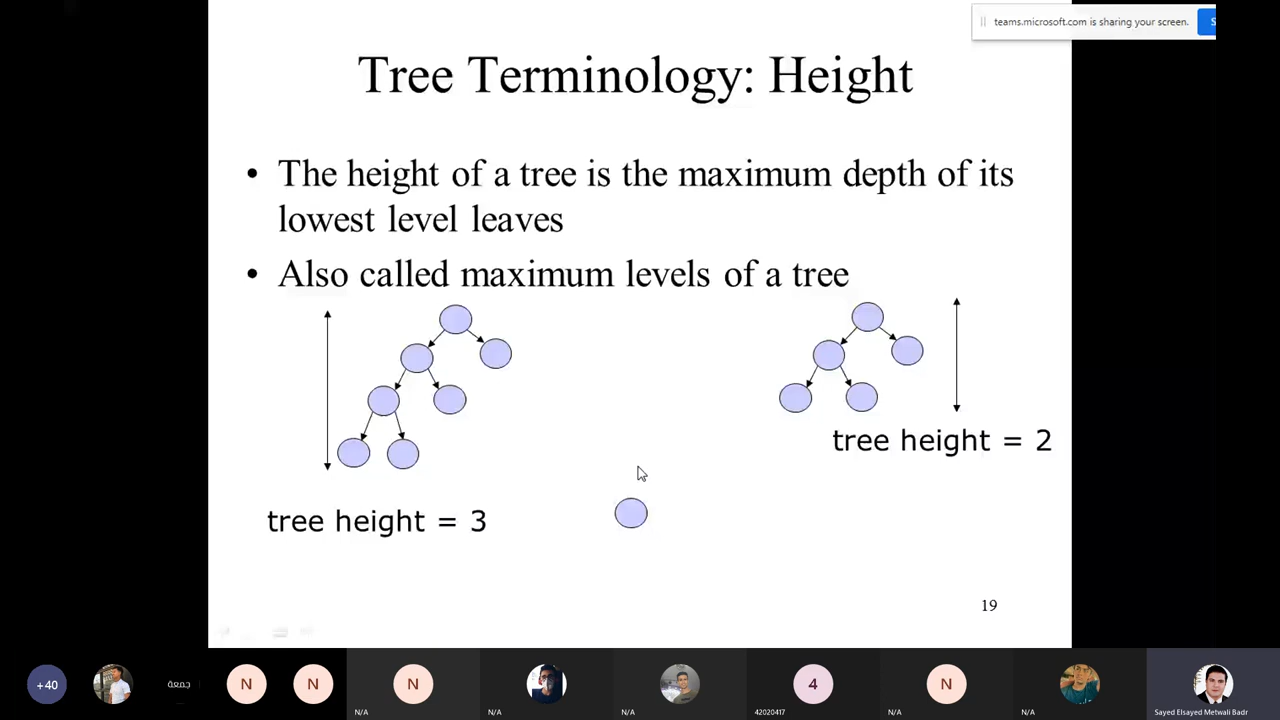 teams.microsoft.com is sharing your screen.
S
Tree Terminology: Height
• The height of a tree is the maximum depth of its
lowest level leaves
• Also called maximum levels of a tree
tree height = 2
tree height = 3
19
+40
جمعة
N
N
N
4
N
N/A
N/A
N/A
42020417
N/A
N/A
Sayed Elsayed Metwali Badr